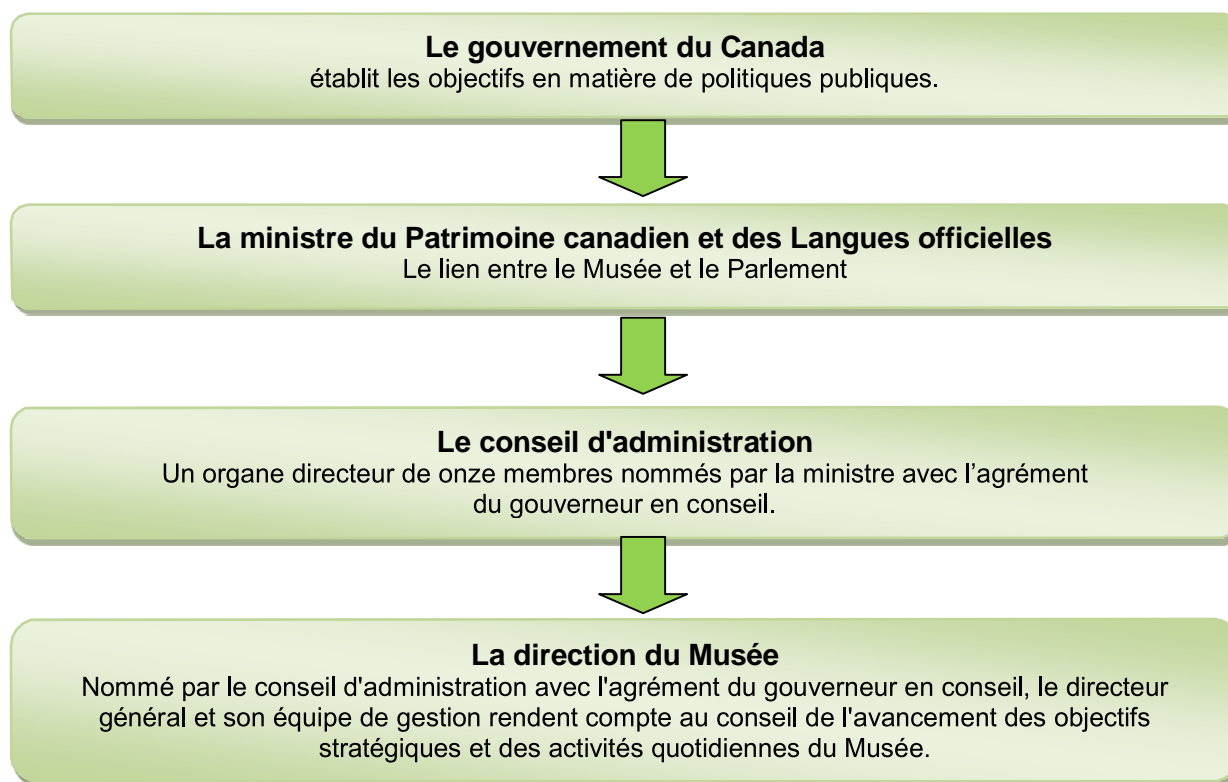 Le gouvernement du Canada
établit les objectifs en matière de politiques publiques.
La ministre du Patrimoine canadien et des Langues officielles
Le lien entre le Musée et le Parlement
Le conseil d'administration
Un organe directeur de onze membres nommés par la ministre avec l’agrément
du gouverneur en conseil.
La direction du Musée
Nommé par le conseil d'administration avec l'agrément du gouverneur en conseil, le directeur
général et son équipe de gestion rendent compte au conseil de l'avancement des objectifs
stratégiques et des activités quotidiennes du Musée.